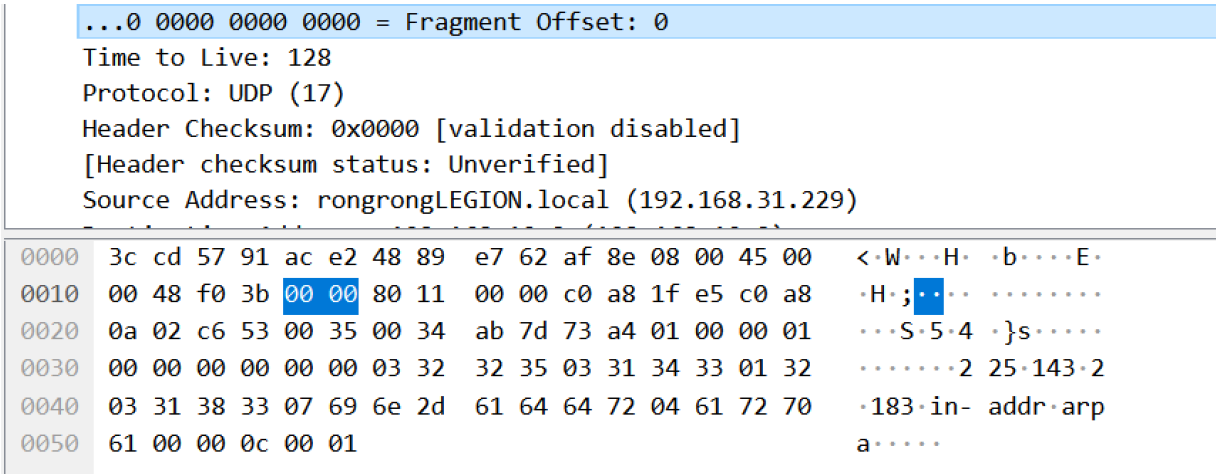 ...0 0000 0000 0000 = Fragment Offset: 0
Time to Live: 128
Protocol: UDP (17)
Header Checksum: 0x0000 [validation disabled]
[Header checksum status: Unverified]
Source Address: rongrongLEGION.local (192.168.31.229)
0000 3c cd 57 91 ac e2 48 89 e7 62 af 8e 08 00 45 00 <·W···H· ·b····E·
0010 00 48 f0 3b 00 00 80 11 00 00 c0 a8 1f e5 c0 a8 ·H·;···· ········
0020 0a 02 c6 53 00 35 00 34 ab 7d 73 a4 01 00 00 01 ···S·5·4 ·}s·····
0030 00 00 00 00 00 00 03 32 32 35 03 31 34 33 01 32 ·······2 25·143·2
0040 03 31 38 33 07 69 6e 2d 61 64 64 72 04 61 72 70 ·183·in- addr·arp
0050 61 00 00 0c 00 01 a·····